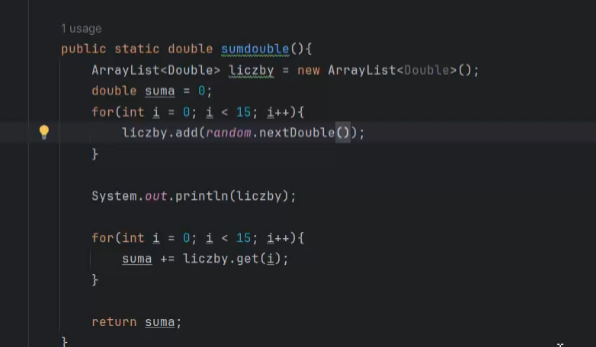 1 usage
public static double sumdouble(){
ArrayList<Double> liczby = new ArrayList<Double>();
double suma = 0;
for(int i = 0; i < 15; i++){
liczby.add(random.nextDouble());
}
System.out.println(liczby);
for(int i = 0; i < 15; i++){
suma += liczby.get(i);
}
return suma;
}